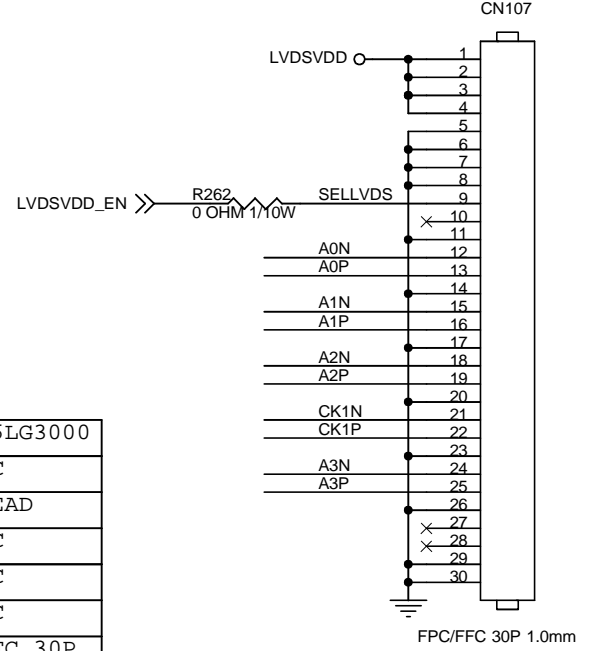 CN107
LVDSVDD
1
2
3
4
5
6
7
8
LVDSVDD_EN
R262
0 OHM 1/10W
SELLVDS
9
10
11
A0N
12
A0P
13
14
A1N
15
A1P
16
17
A2N
18
A2P
19
20
CK1N
21
CK1P
22
23
A3N
24
A3P
25
26
27
28
29
30
FPC/FFC 30P 1.0mm
LG3000
30P